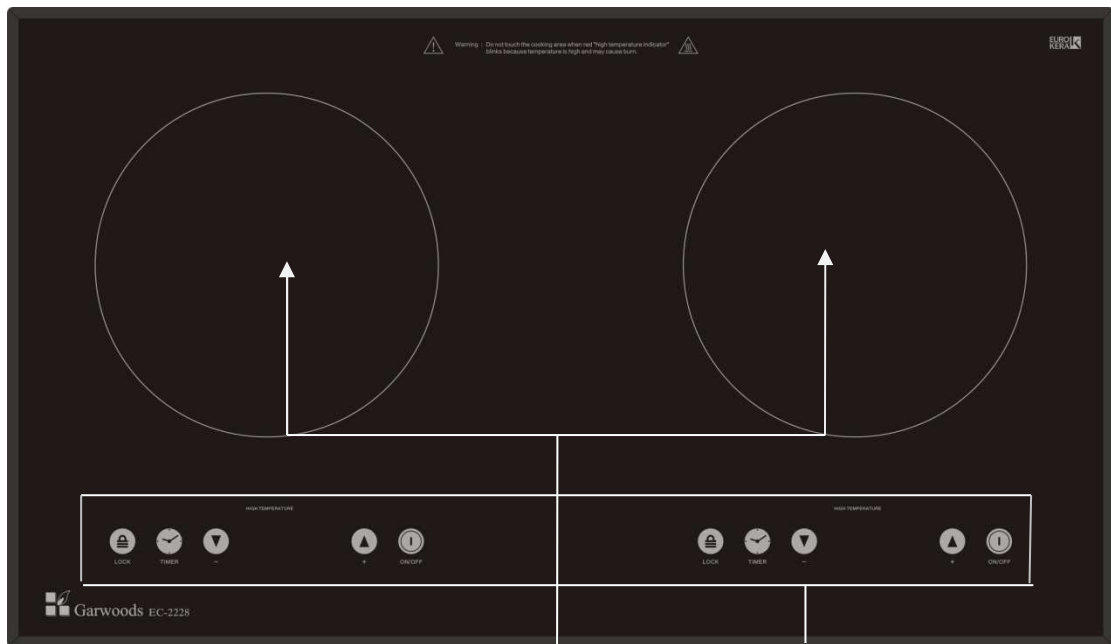 Warning : Do not touch the cooking area when red "high temperature indicator"
blinks because temperature is high and may cause burn.
EURO
KERA
HIGH TEMPERATURE
HIGH TEMPERATURE
LOCK TIMER − + ON/OFF
LOCK TIMER − + ON/OFF
Garwoods EC-2228